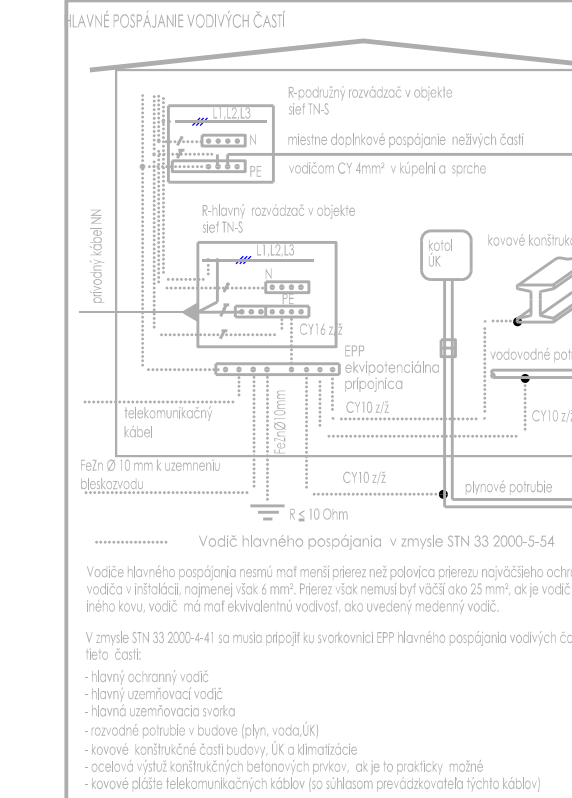 HLAVNÉ POSPÁJANIE VODIVÝCH ČASTÍ
R-podružný rozvádzač v objekte
sieť TN-S
L1,L2,L3
N
miestne doplnkové pospájanie neživých častí
PE
vodičom CY 4mm² v kúpelni a sprche
R-hlavný rozvádzač v objekte
sieť TN-S
prívodný kábel NN
L1,L2,L3
N
PE
CY16 z/ž
kotol
ÚK
kovové
EPP
ekvipotenciálna
prípojnica
vodovodné
CY10 z/ž
CY10
telekomunikačný
kábel
FeZnØ10mm
FeZn Ø 10 mm k uzemneniu
bleskozvodu
CY10 z/ž
plynové potrubie
R ≤ 10 Ohm
Vodič hlavného pospájania v zmysle STN 33 2000-5-54
Vodiče hlavného pospájania nesmú mať menší prierez než polovica prierezu najväčšieho
vodiča v inštalácii, najmenej však 6 mm². Prierez však nemusí byť väčší ako 25 mm², ak je vodič
iného kovu, vodič má mať ekvivalentnú vodivosť, ako uvedený medenný vodič.
V zmysle STN 33 2000-4-41 sa musia pripojiť ku svorkovnici EPP hlavného pospájania vodivých
tieto časti:
- hlavný ochranný vodič
- hlavný uzemňovací vodič
- hlavná uzemňovacia svorka
- rozvodné potrubie v budove (plyn, voda,ÚK)
- kovové konštrukčné časti budovy, ÚK a klimatizácie
- ocelová výstuž konštrukčných betonových prvkov, ak je to prakticky možné
- kovové plášte telekomunikačných káblov (so súhlasom prevádzkovateľa týchto káblov)